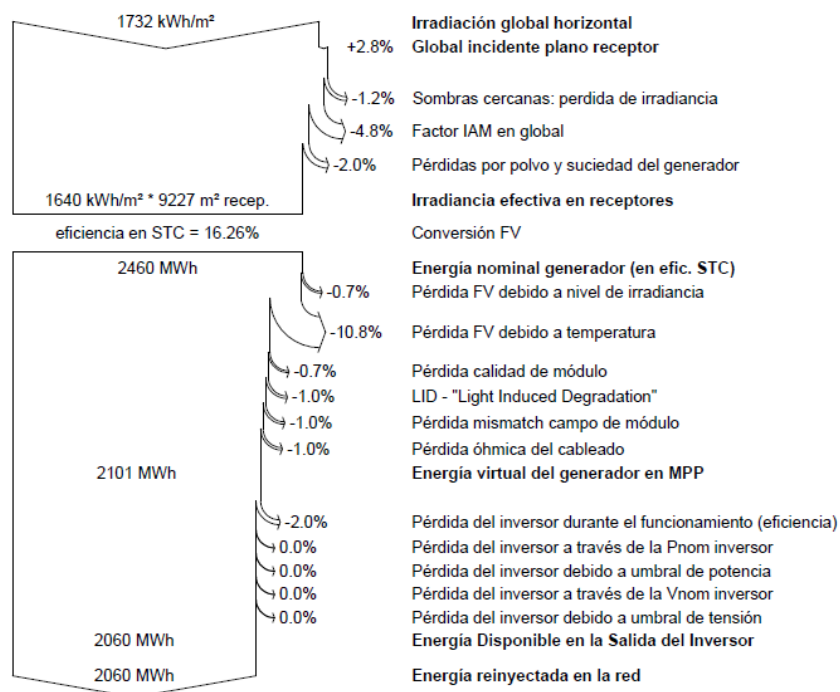 1732 kWh/m² Irradiación global horizontal
+2.8% Global incidente plano receptor
-1.2% Sombras cercanas: perdida de irradiancia
-4.8% Factor IAM en global
-2.0% Pérdidas por polvo y suciedad del generador
1640 kWh/m² * 9227 m² recep. Irradiancia efectiva en receptores
eficiencia en STC = 16.26% Conversión FV
2460 MWh Energía nominal generador (en efic. STC)
-0.7% Pérdida FV debido a nivel de irradiancia
-10.8% Pérdida FV debido a temperatura
-0.7% Pérdida calidad de módulo
-1.0% LID - "Light Induced Degradation"
-1.0% Pérdida mismatch campo de módulo
-1.0% Pérdida óhmica del cableado
2101 MWh Energía virtual del generador en MPP
-2.0% Pérdida del inversor durante el funcionamiento (eficiencia)
0.0% Pérdida del inversor a través de la Pnom inversor
0.0% Pérdida del inversor debido a umbral de potencia
0.0% Pérdida del inversor a través de la Vnom inversor
0.0% Pérdida del inversor debido a umbral de tensión
2060 MWh Energía Disponible en la Salida del Inversor
2060 MWh Energía reinyectada en la red